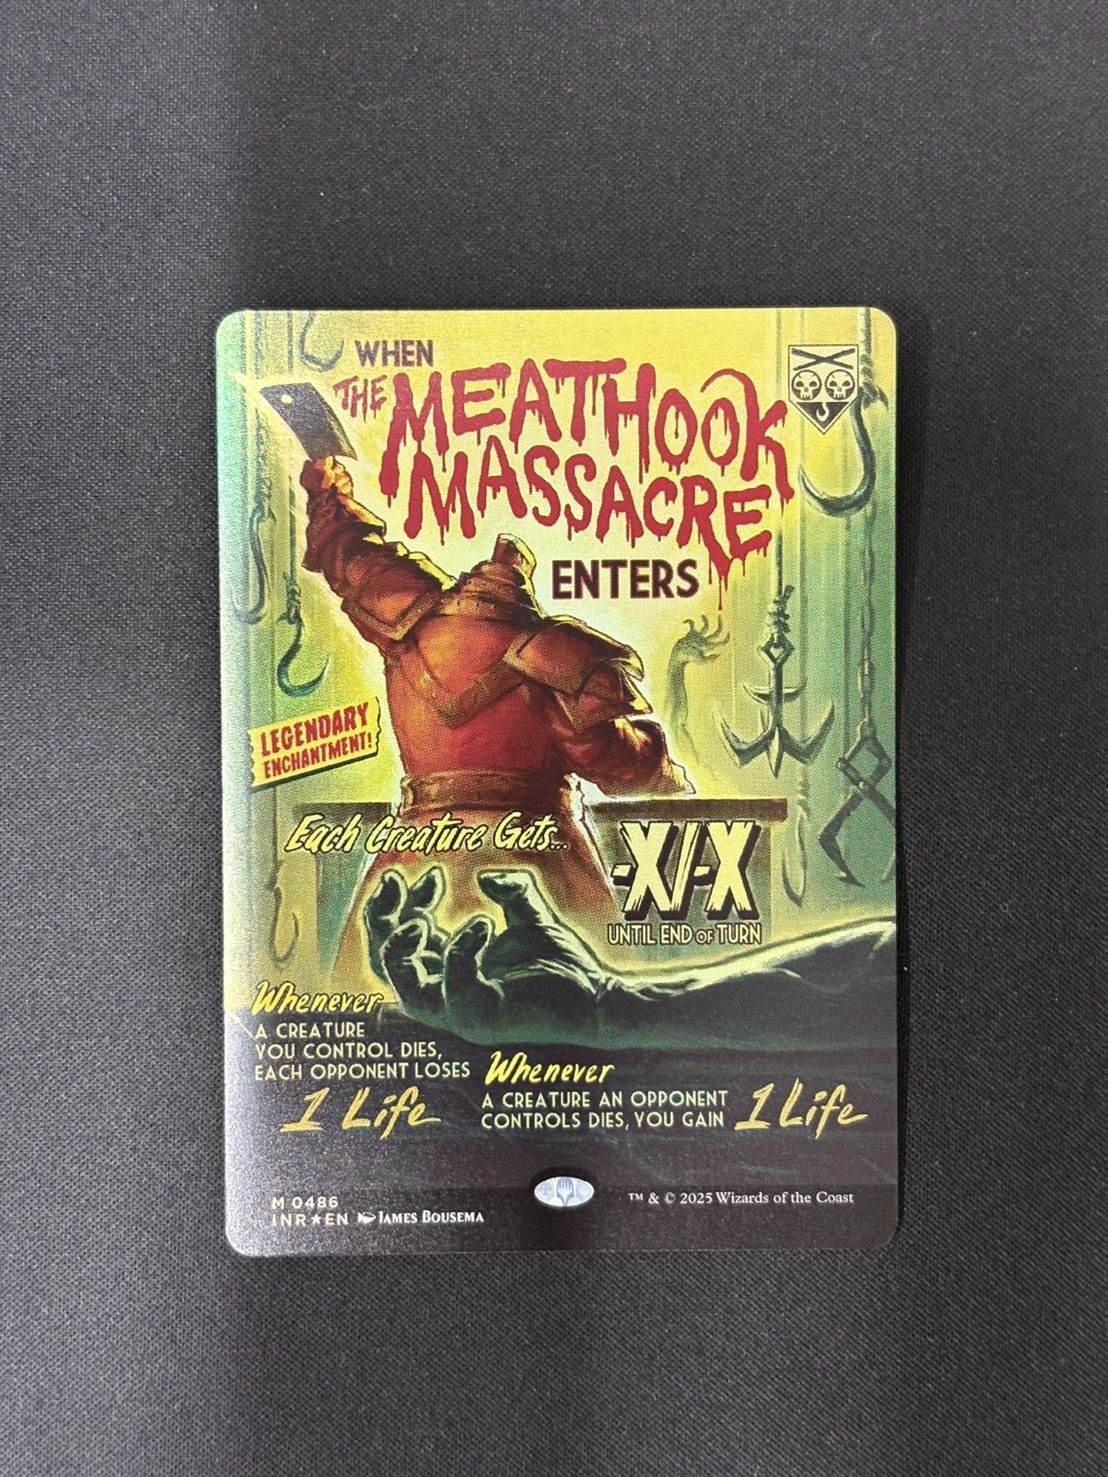 WHEN
THE MEATHOOK
MASSACRE
ENTERS
LEGENDARY
ENCHANTMENT!
Each Creature Gets...
-X/-X
UNTIL END OF TURN
Whenever
A CREATURE
YOU CONTROL DIES,
EACH OPPONENT LOSES
1 Life
Whenever
A CREATURE AN OPPONENT
CONTROLS DIES, YOU GAIN 1 Life
M 0486
INR★EN JAMES BOUSEMA
™ & © 2025 Wizards of the Coast